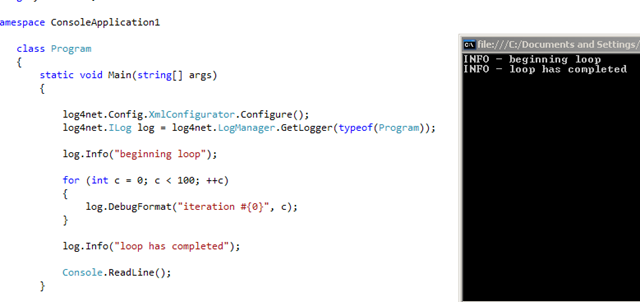 amespace ConsoleApplication1
class Program
{
static void Main(string[] args)
{
log4net.Config.XmlConfigurator.Configure();
log4net.ILog log = log4net.LogManager.GetLogger(typeof(Program));
log.Info("beginning loop");
for (int c = 0; c < 100; ++c)
{
log.DebugFormat("iteration #{0}", c);
}
log.Info("loop has completed");
Console.ReadLine();
}
file:///C:/Documents and Settings/
INFO - beginning loop
INFO - loop has completed